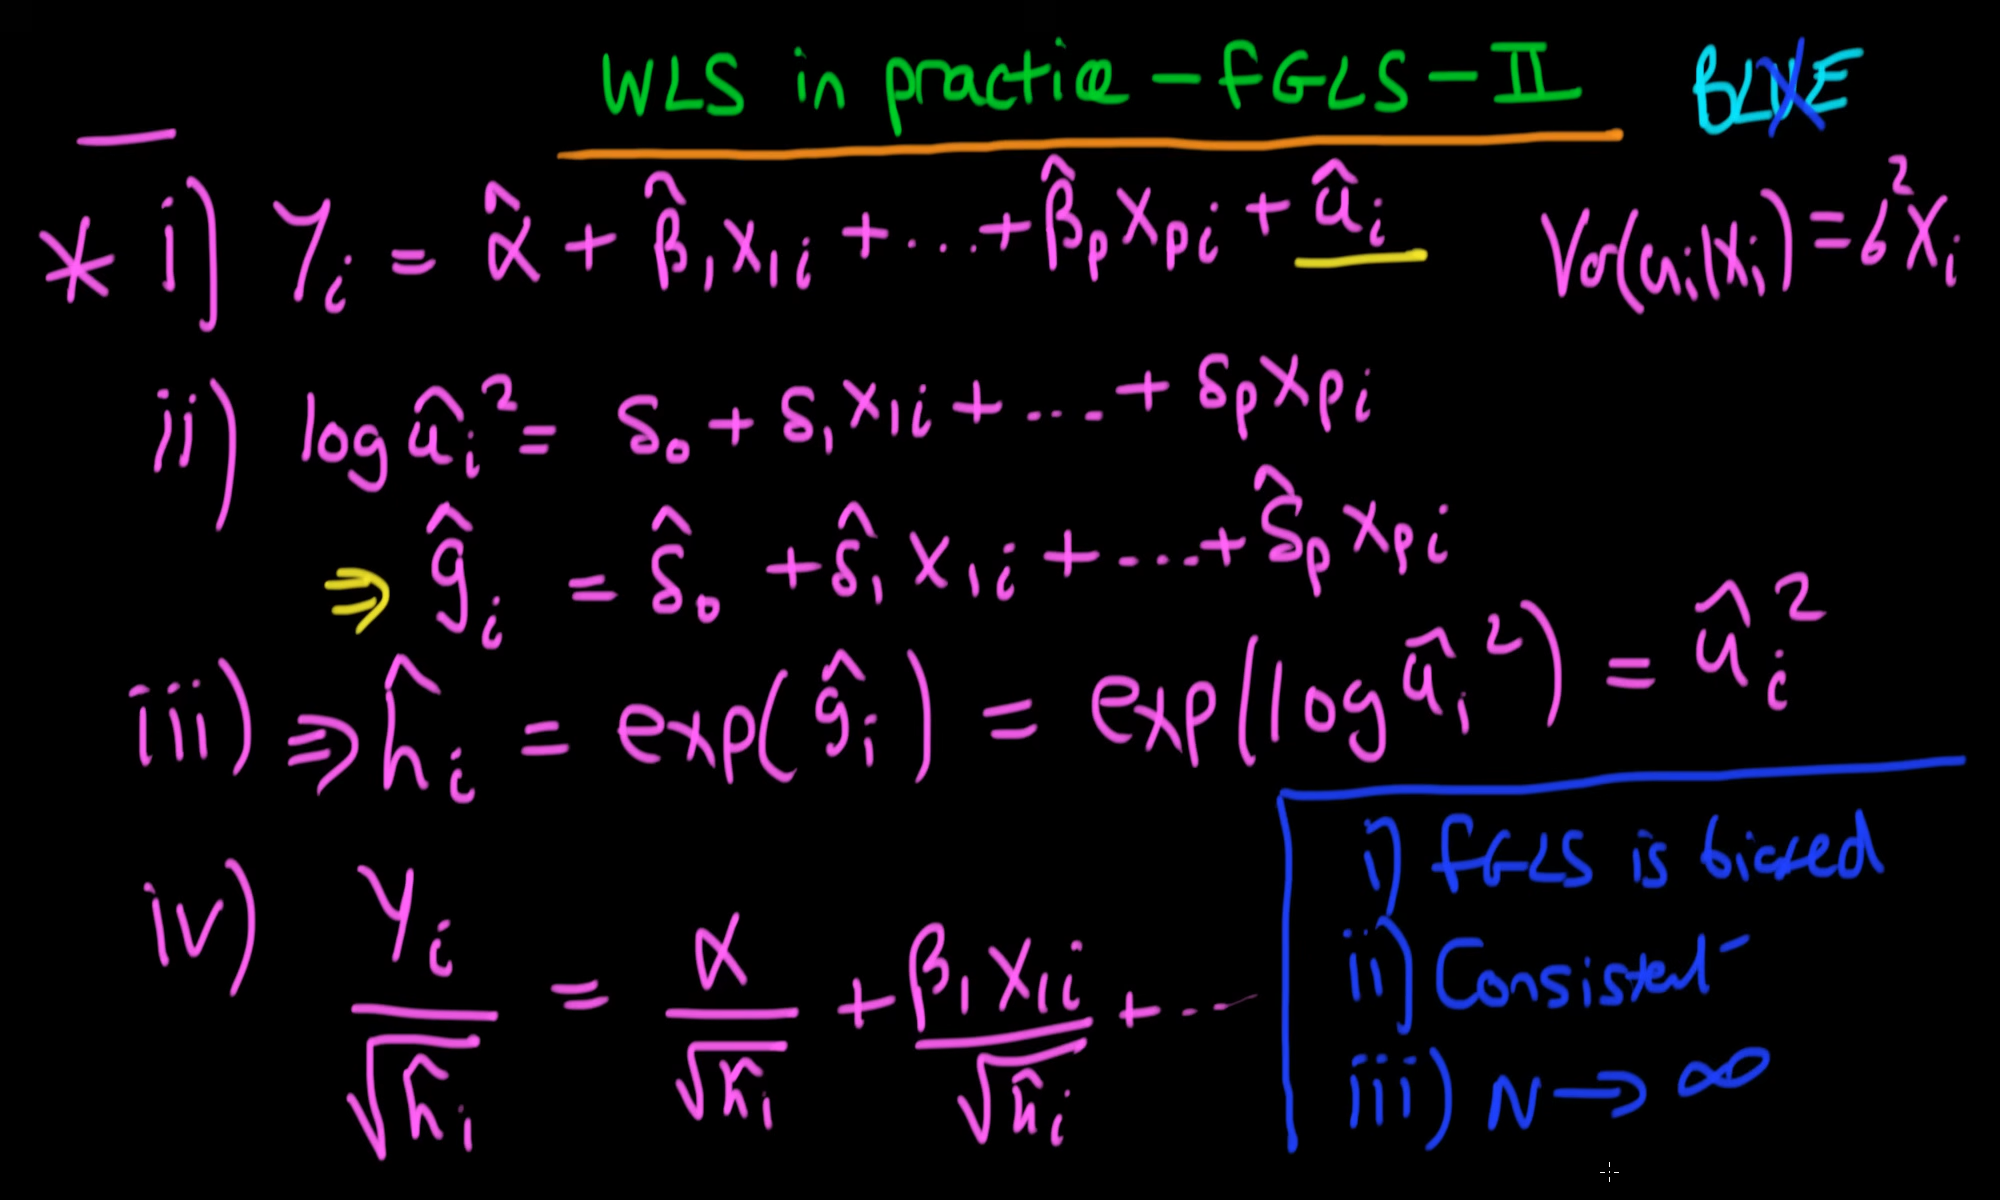 WLS in practice - FGLS - II BLUE
* i) Yᵢ = α̂ + β̂₁X₁ᵢ + ... + β̂ₚXₚᵢ + ûᵢ Var(uᵢ|Xᵢ) = σ²Xᵢ
ii) log ûᵢ² = δ₀ + δ₁X₁ᵢ + ... + δₚXₚᵢ
⇒ ĝᵢ = δ̂₀ + δ̂₁X₁ᵢ + ... + δ̂ₚXₚᵢ
iii) ⇒ ĥᵢ = exp(ĝᵢ) = exp(log ûᵢ²) = ûᵢ²
iv) Yᵢ/√ĥᵢ = α/√ĥᵢ + β₁X₁ᵢ/√ĥᵢ + ...
i) FGLS is biased
ii) Consistent
iii) N → ∞